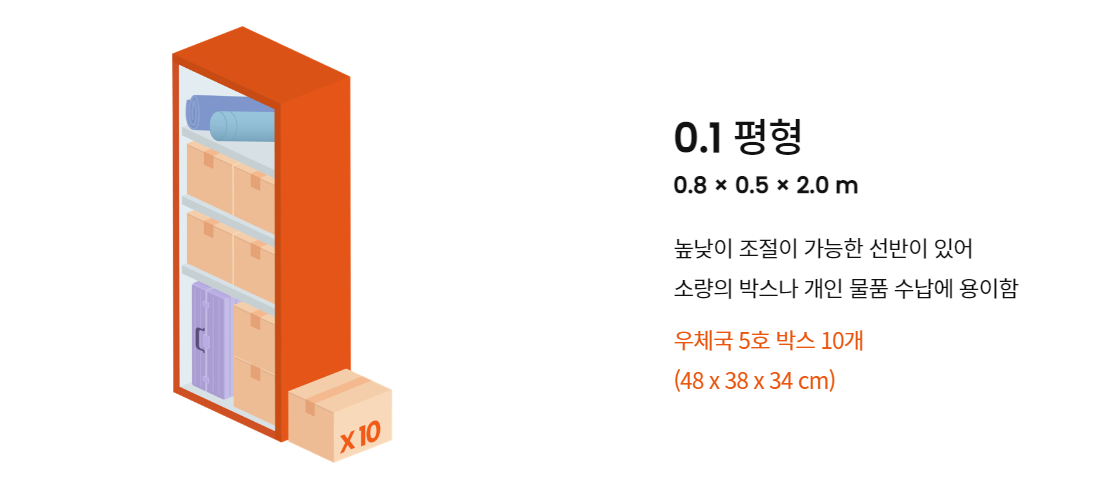 0.1 평형
0.8 × 0.5 × 2.0 m
높낮이 조절이 가능한 선반이 있어
소량의 박스나 개인 물품 수납에 용이함
우체국 5호 박스 10개
(48 x 38 x 34 cm)
X 10